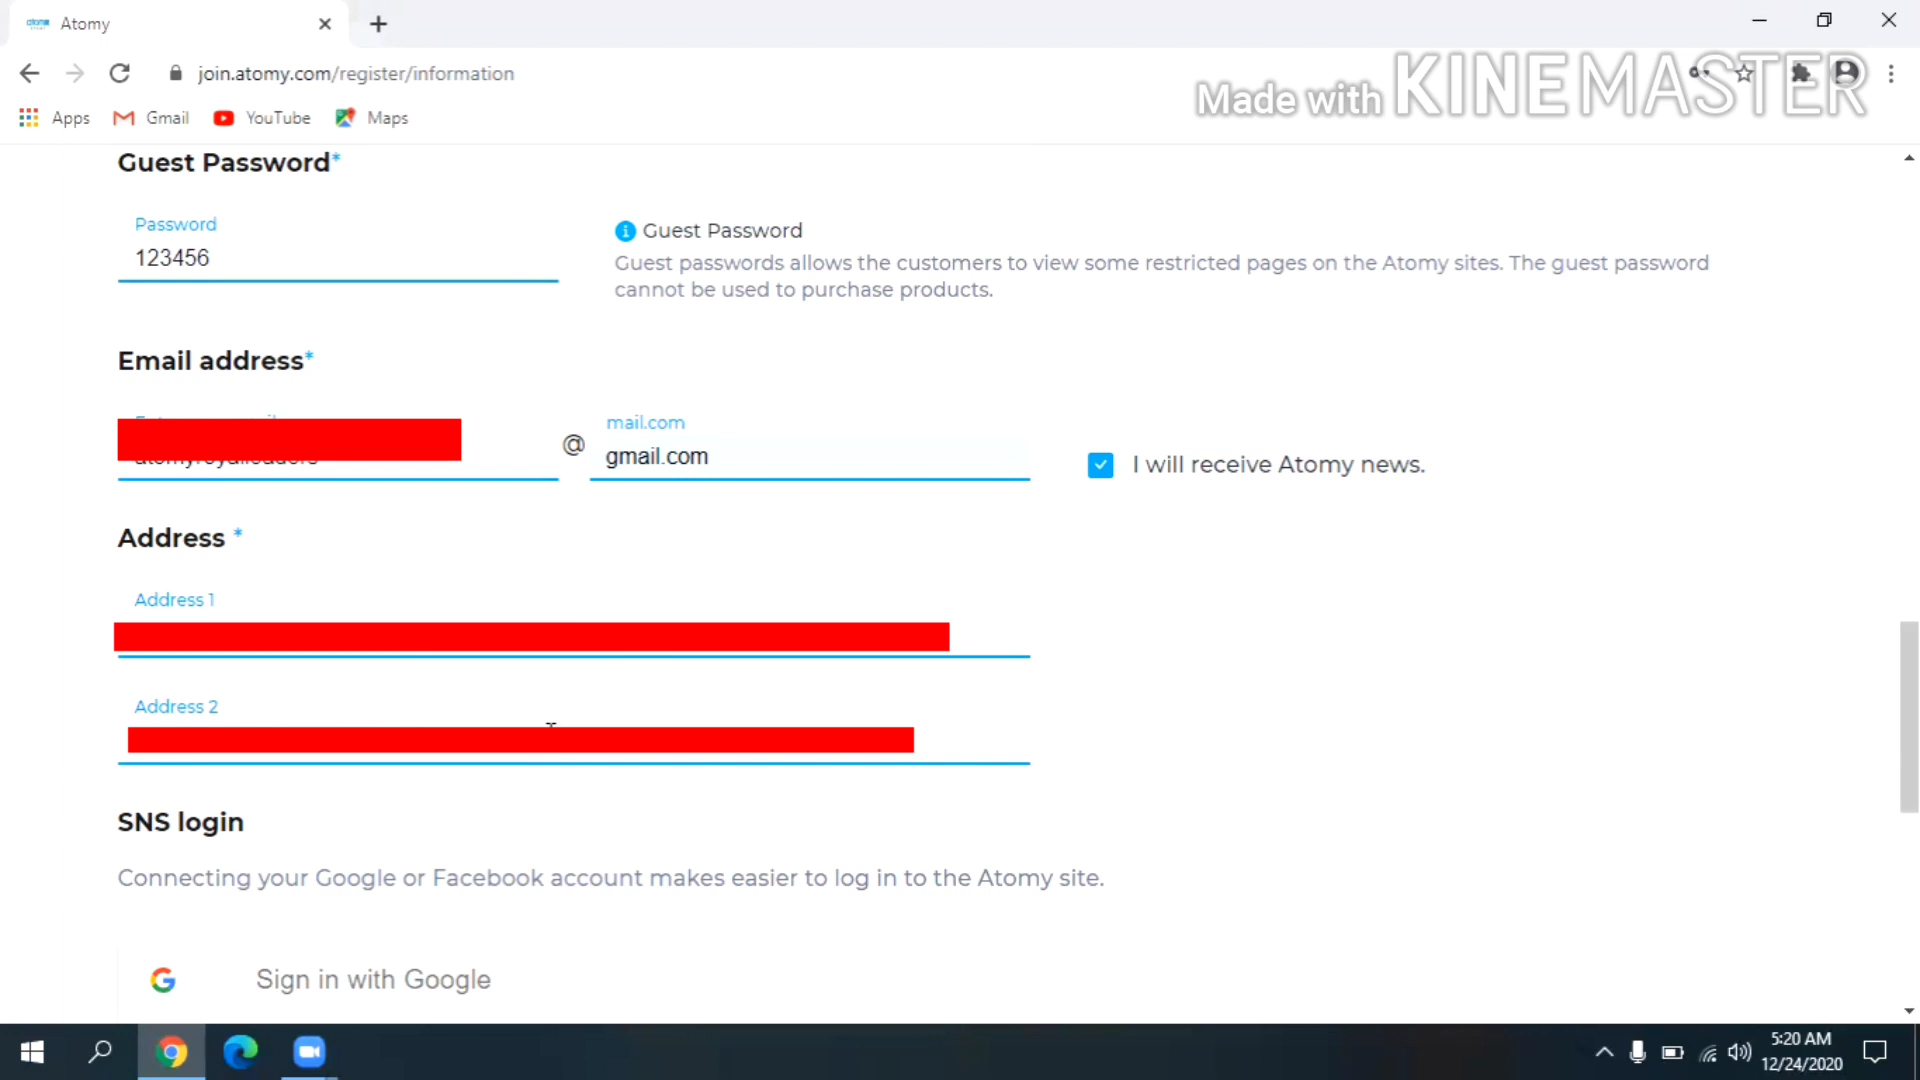 Atomy
join.atomy.com/register/information
Made with KINEMASTER
Apps Gmail YouTube Maps
Guest Password*
Password
123456
Guest Password
Guest passwords allows the customers to view some restricted pages on the Atomy sites. The guest password
cannot be used to purchase products.
Email address*
mail.com
@ gmail.com
I will receive Atomy news.
Address *
Address 1
Address 2
SNS login
Connecting your Google or Facebook account makes easier to log in to the Atomy site.
Sign in with Google
5:20 AM
12/24/2020